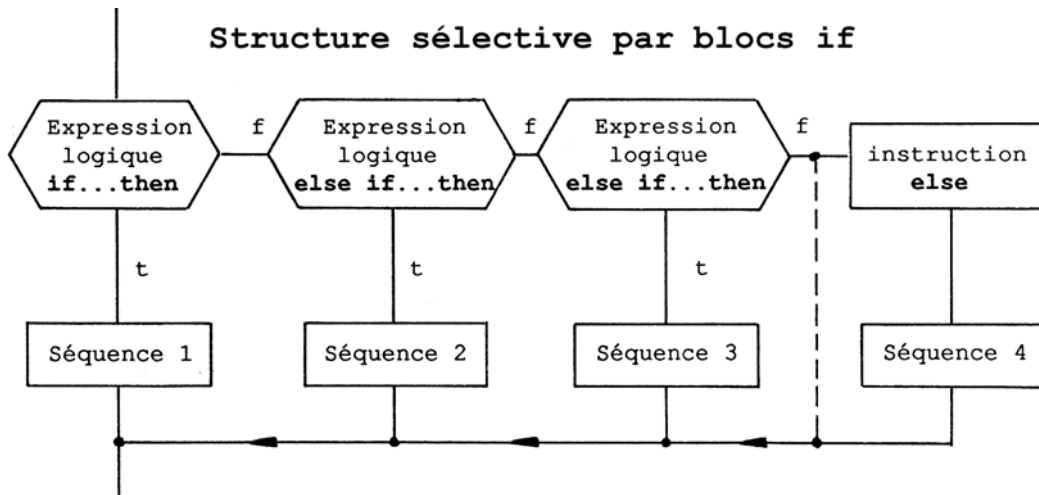 Structure sélective par blocs if
Expression
logique
if...then
f
Expression
logique
else if...then
f
Expression
logique
else if...then
f
instruction
else
t
t
t
Séquence 1
Séquence 2
Séquence 3
Séquence 4